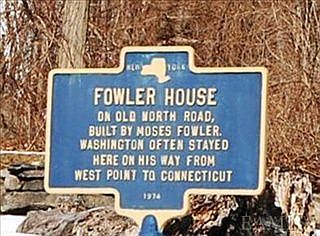 NEW YORK
FOWLER HOUSE
ON OLD NORTH ROAD,
BUILT BY MOSES FOWLER.
WASHINGTON OFTEN STAYED
HERE ON HIS WAY FROM
WEST POINT TO CONNECTICUT
1974